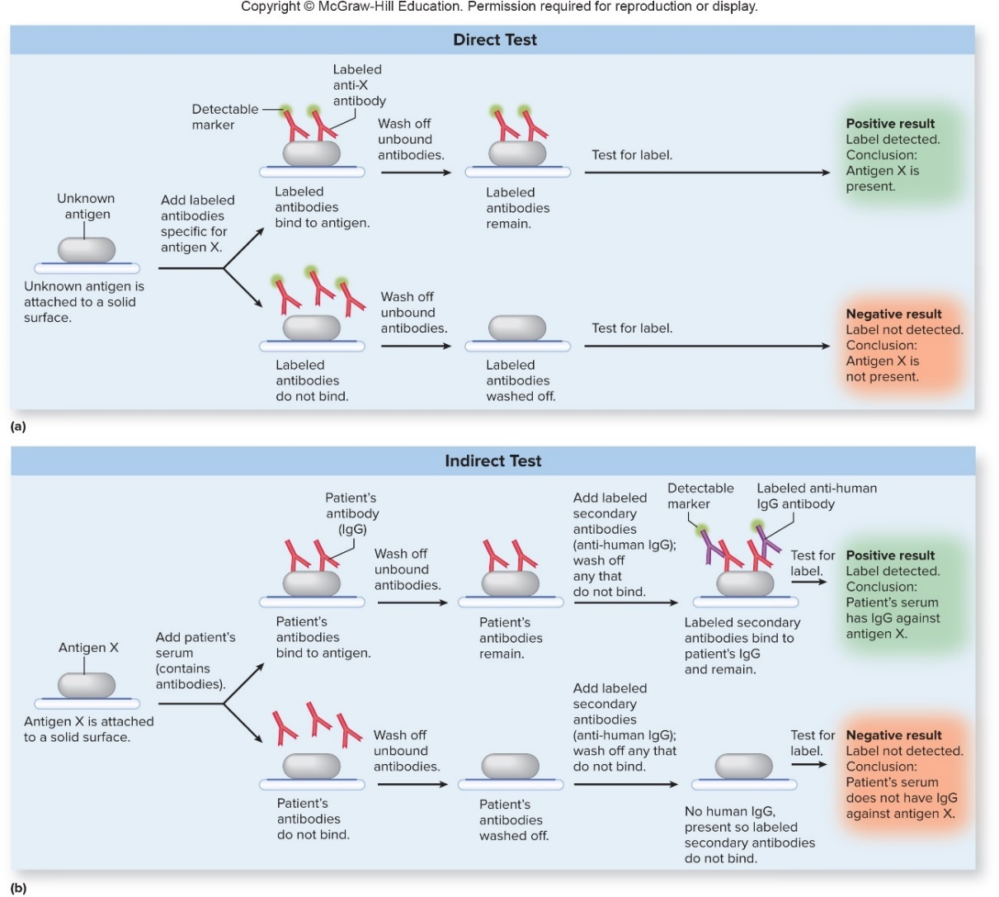 Copyright © McGraw-Hill Education. Permission required for reproduction or display.
Direct Test
Labeled
anti-X
antibody
Detectable
marker
Wash off
unbound
antibodies.
Test for label.
Positive result
Label detected.
Conclusion:
Antigen X is
present.
Labeled
antibodies
bind to antigen.
Labeled
antibodies
remain.
Unknown
antigen
Add labeled
antibodies
specific for
antigen X.
Unknown antigen is
attached to a solid
surface.
Wash off
unbound
antibodies.
Test for label.
Negative result
Label not detected.
Conclusion:
Antigen X is
not present.
Labeled
antibodies
do not bind.
Labeled
antibodies
washed off.
(a)
Indirect Test
Patient's
antibody
(IgG)
Wash off
unbound
antibodies.
Add labeled
secondary
antibodies
(anti-human IgG);
wash off
any that
do not bind.
Detectable
marker
Labeled anti-human
IgG antibody
Test for
label.
Positive result
Label detected.
Conclusion:
Patient's serum
has IgG against
antigen X.
Patient's
antibodies
bind to antigen.
Patient's
antibodies
remain.
Labeled secondary
antibodies bind to
patient's IgG
and remain.
Antigen X
Add patient's
serum
(contains
antibodies).
Antigen X is attached
to a solid surface.
Wash off
unbound
antibodies.
Add labeled
secondary
antibodies
(anti-human IgG);
wash off any that
do not bind.
Test for
label.
Negative result
Label not detected.
Conclusion:
Patient's serum
does not have IgG
against antigen X.
Patient's
antibodies
do not bind.
Patient's
antibodies
washed off.
No human IgG,
present so labeled
secondary antibodies
do not bind.
(b)